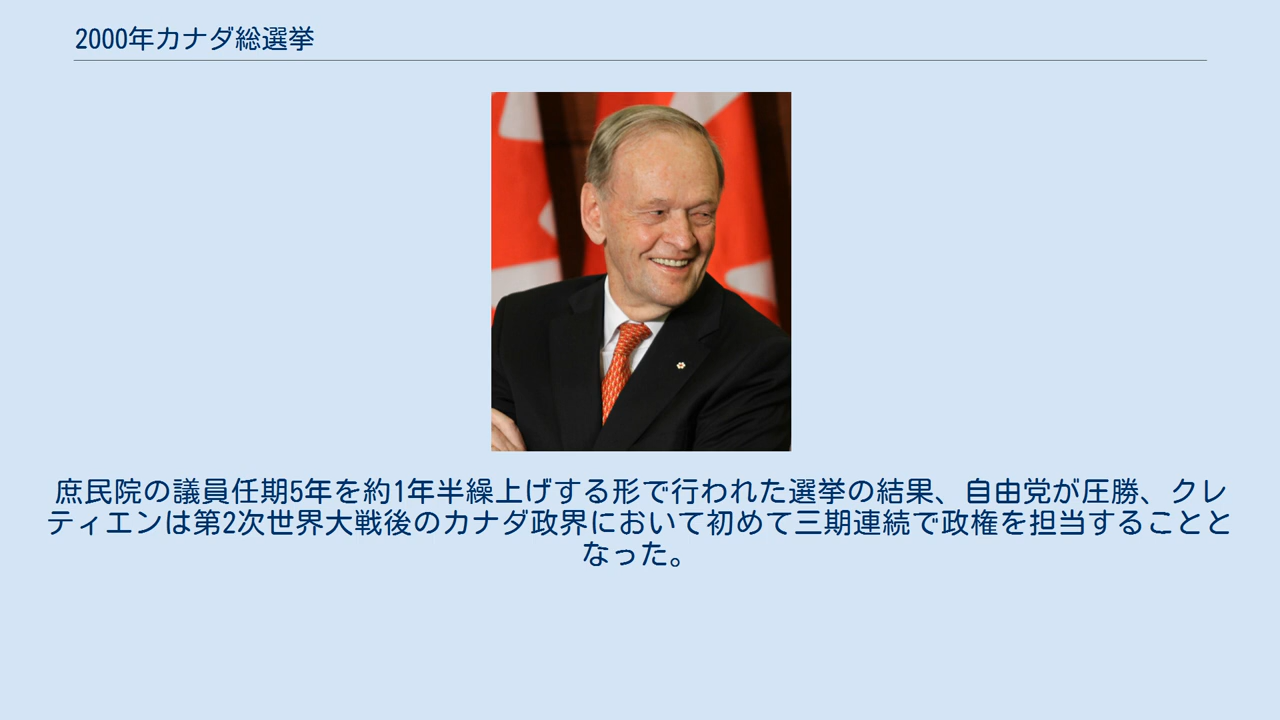 2000年カナダ総選挙
庶民院の議員任期5年を約1年半繰上げする形で行われた選挙の結果、自由党が圧勝、クレ
ティエンは第2次世界大戦後のカナダ政界において初めて三期連続で政権を担当することと
なった。